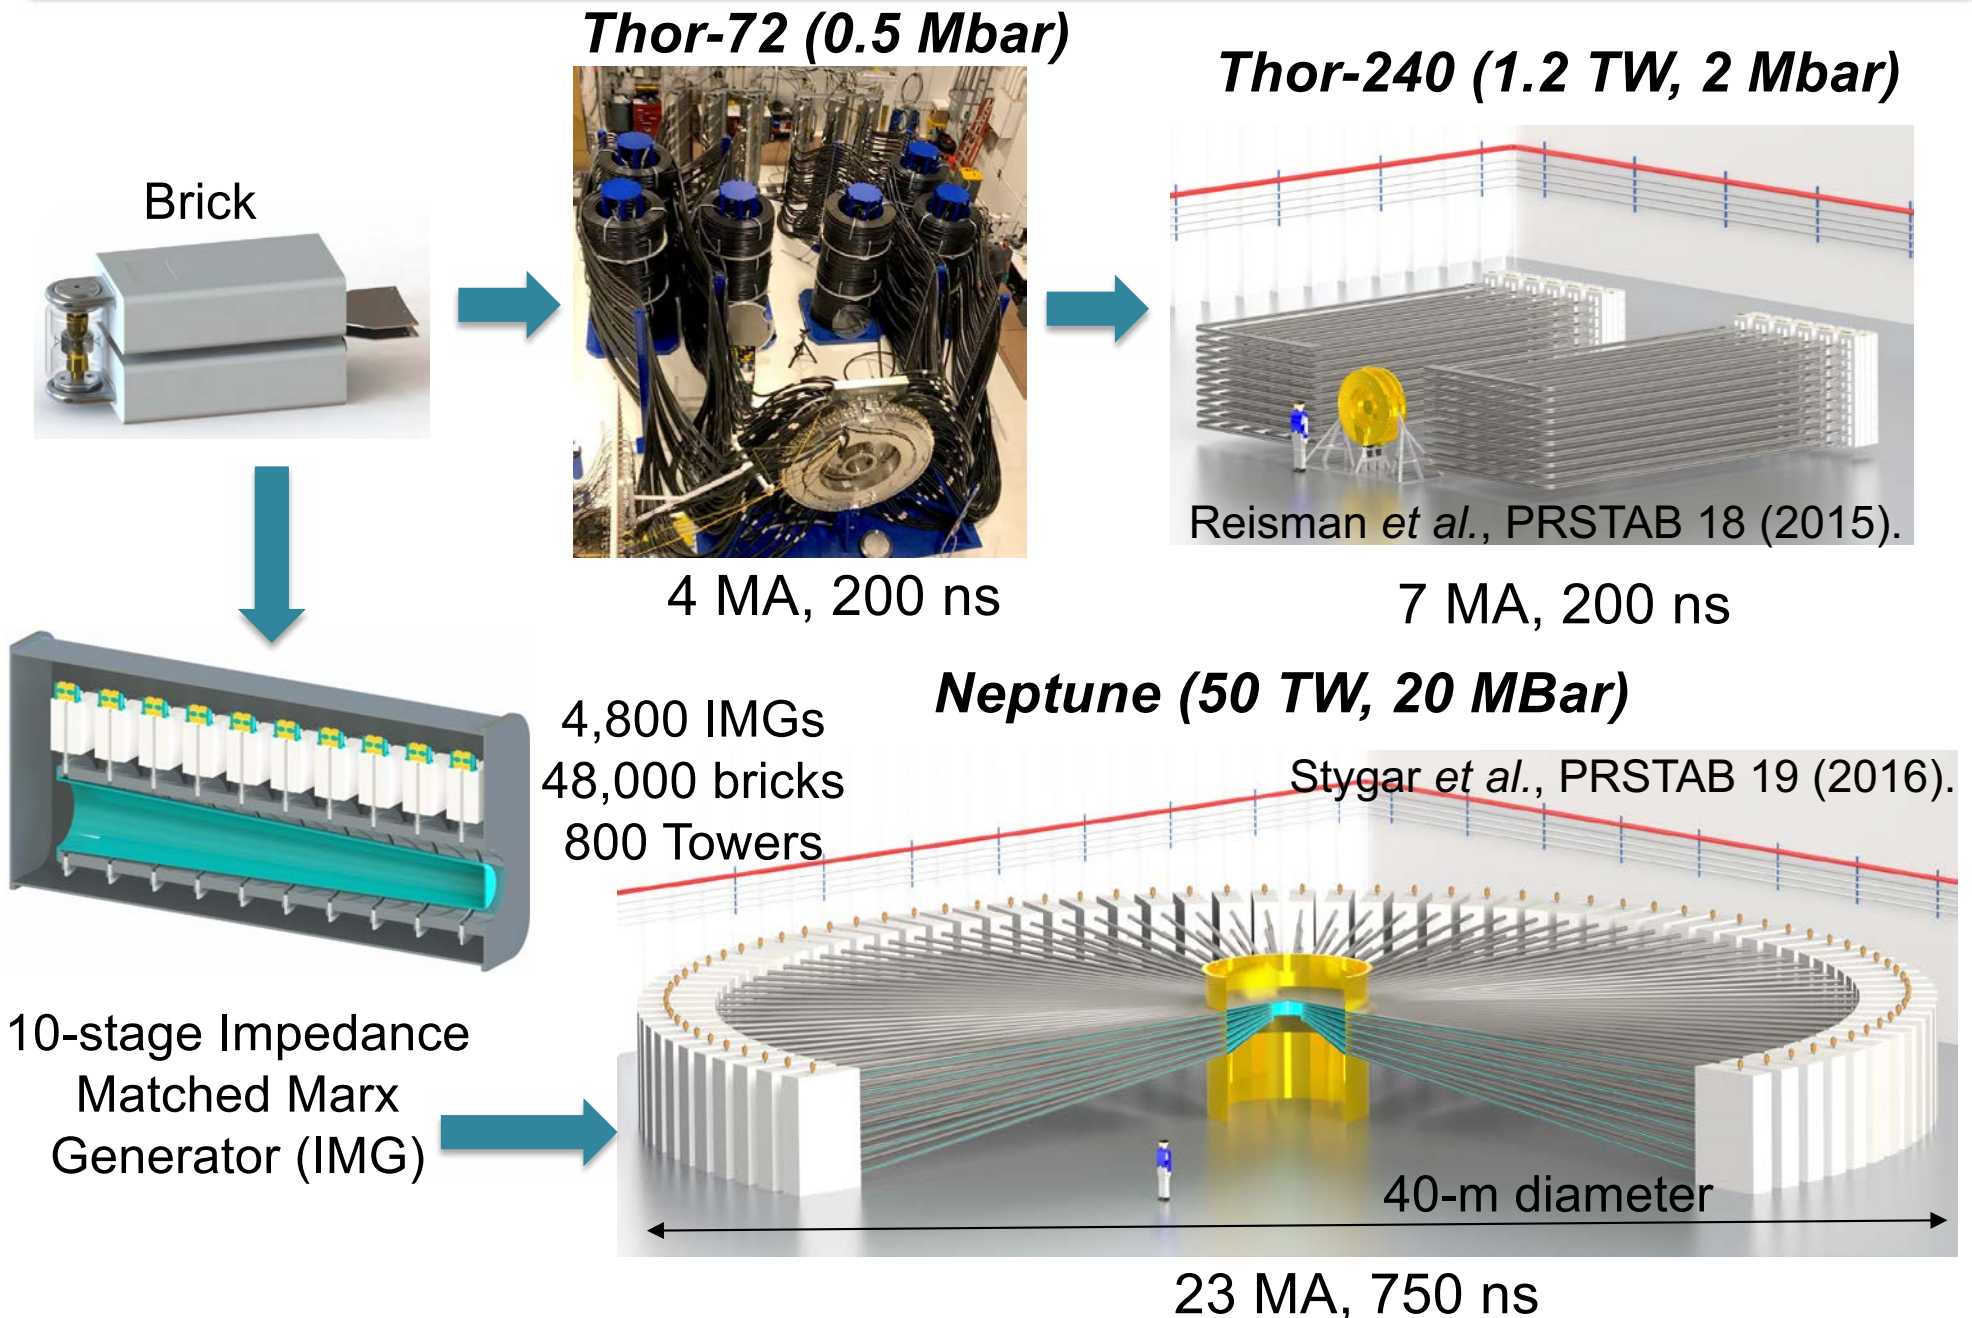 Thor-72 (0.5 Mbar)
Thor-240 (1.2 TW, 2 Mbar)
Brick
Reisman et al., PRSTAB 18 (2015).
4 MA, 200 ns
7 MA, 200 ns
Neptune (50 TW, 20 MBar)
4,800 IMGs
48,000 bricks
800 Towers
Stygar et al., PRSTAB 19 (2016).
10-stage Impedance
Matched Marx
Generator (IMG)
40-m diameter
23 MA, 750 ns